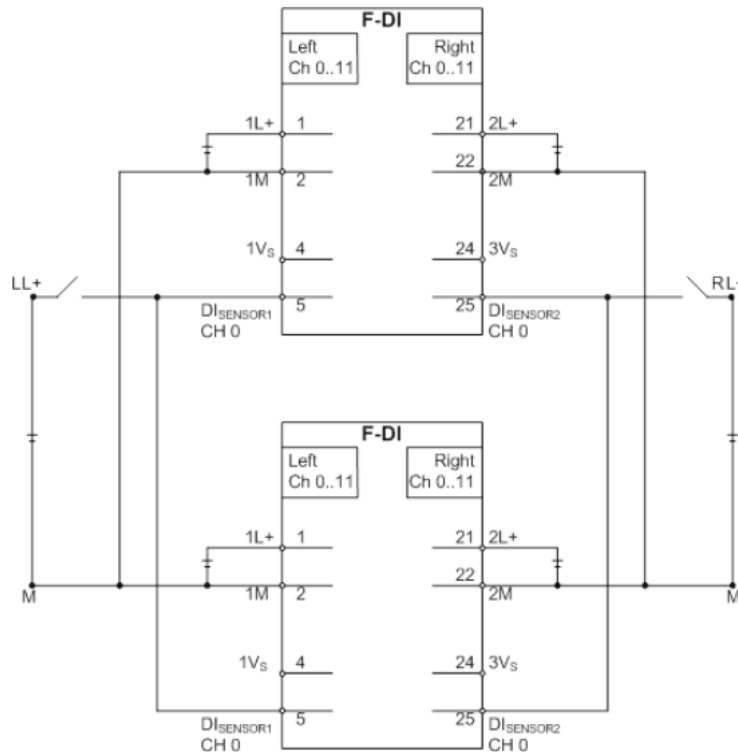 F-DI
Left Right
Ch 0..11 Ch 0..11
1L+ 1 21 2L+
22
1M 2 2M
1VS 4 24 3VS
LL+ RL+
5 25
DISENSOR1 DISENSOR2
CH 0 CH 0
F-DI
Left Right
Ch 0..11 Ch 0..11
1L+ 1 21 2L+
22
M 1M 2 2M M
1VS 4 24 3VS
5 25
DISENSOR1 DISENSOR2
CH 0 CH 0